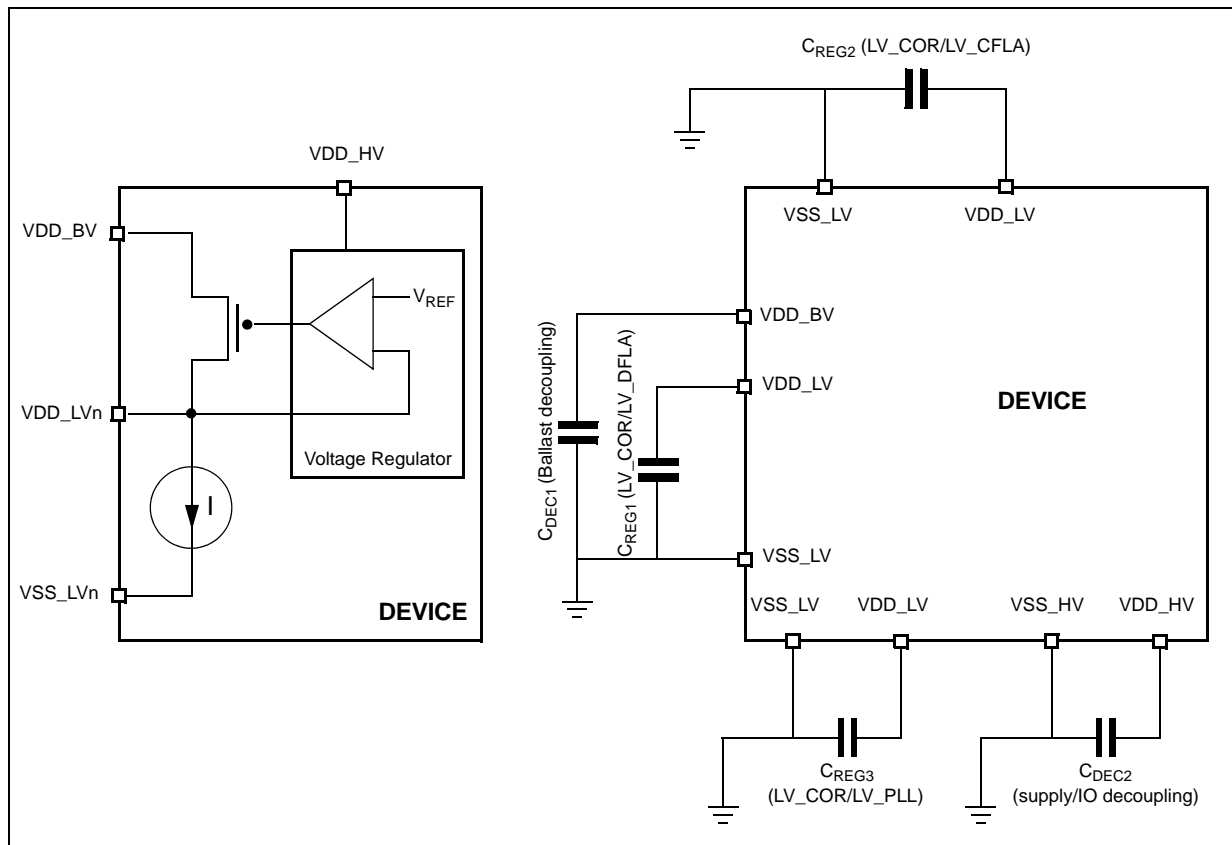 VDD_HV
VDD_BV
VREF
VDD_LVn
Voltage Regulator
I
VSS_LVn
DEVICE
CREG2 (LV_COR/LV_CFLA)
VSS_LV
VDD_LV
VDD_BV
VDD_LV
CDEC1 (Ballast decoupling)
CREG1 (LV_COR/LV_DFLA)
DEVICE
VSS_LV
VSS_LV
VDD_LV
VSS_HV
VDD_HV
CREG3
(LV_COR/LV_PLL)
CDEC2
(supply/IO decoupling)